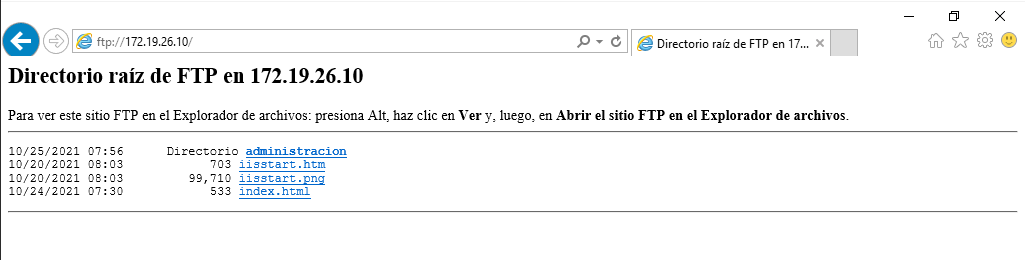 ftp://172.19.26.10/
Directorio raíz de FTP en 17...
Directorio raíz de FTP en 172.19.26.10
Para ver este sitio FTP en el Explorador de archivos: presiona Alt, haz clic en Ver y, luego, en Abrir el sitio FTP en el Explorador de archivos.
10/25/2021 07:56 Directorio administracion
10/20/2021 08:03 703 iisstart.htm
10/20/2021 08:03 99,710 iisstart.png
10/24/2021 07:30 533 index.html